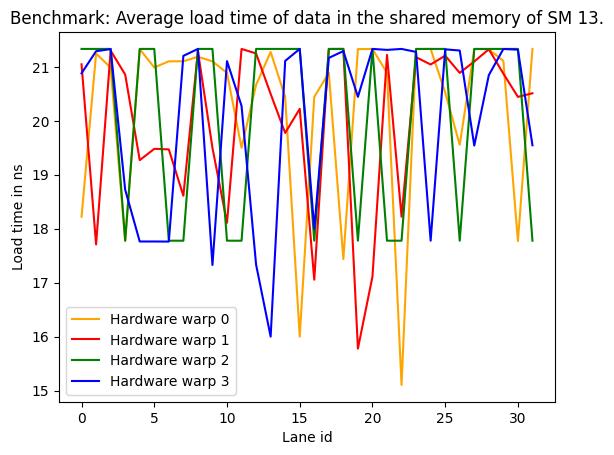 Benchmark: Average load time of data in the shared memory of SM 13.
Load time in ns
21
20
19
18
17
16
15
Hardware warp 0
Hardware warp 1
Hardware warp 2
Hardware warp 3
0 5 10 15 20 25 30
Lane id